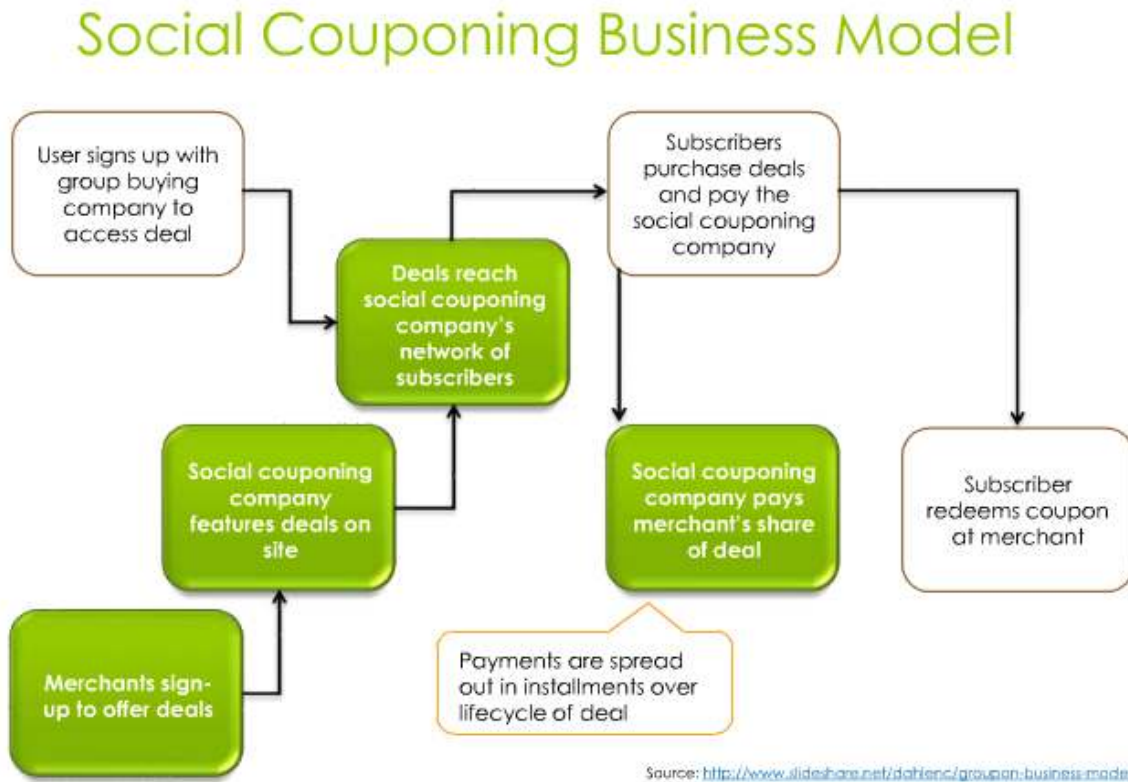 Social Couponing Business Model
User signs up with
group buying
company to
access deal
Subscribers
purchase deals
and pay the
social couponing
company
Deals reach
social couponing
company's
network of
subscribers
Social couponing
company
features deals on
site
Social couponing
company pays
merchant's share
of deal
Subscriber
redeems coupon
at merchant
Merchants sign-
up to offer deals
Payments are spread
out in installments over
lifecycle of deal
Source: http://www.slideshare.net/dahlenc/groupon-business-model